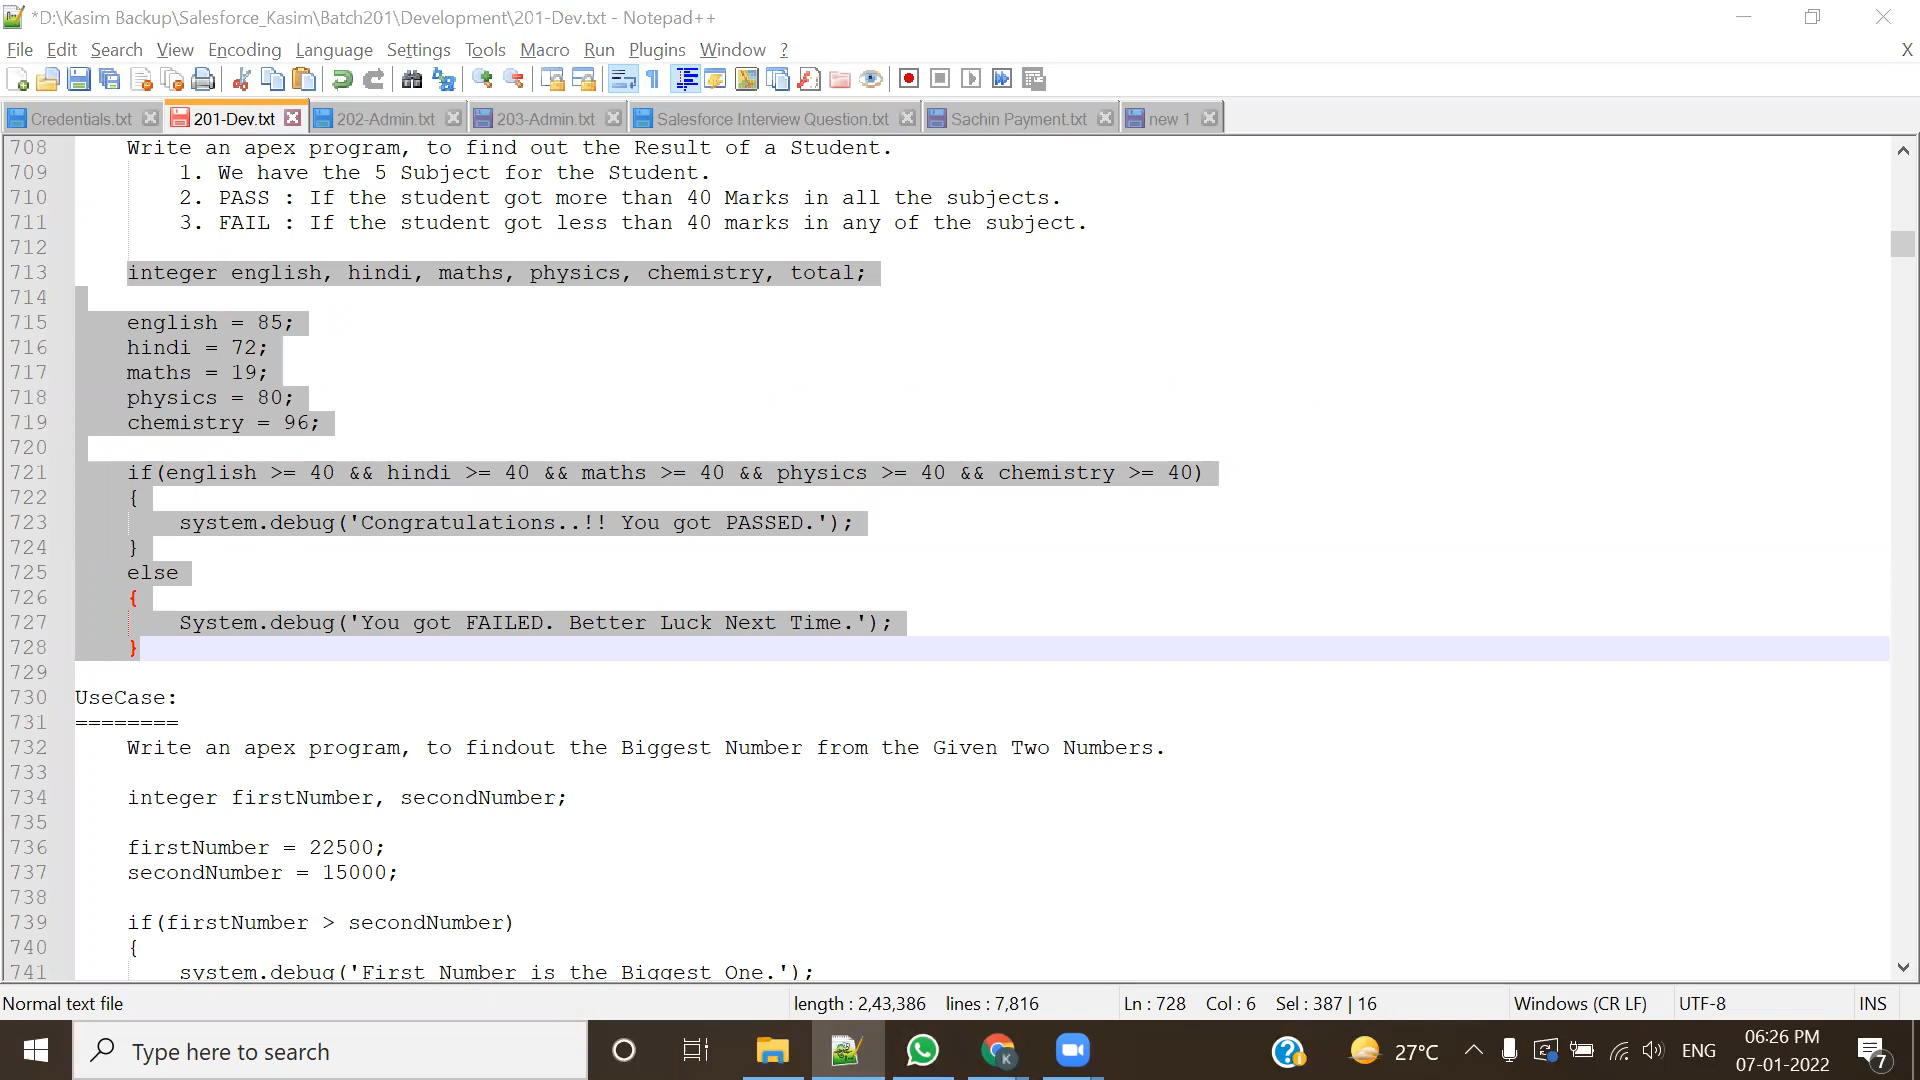 *D:\Kasim Backup\Salesforce_Kasim\Batch201\Development\201-Dev.txt - Notepad++
File Edit Search View Encoding Language Settings Tools Macro Run Plugins Window ? X
Credentials.txt 201-Dev.txt 202-Admin.txt 203-Admin.txt Salesforce Interview Question.txt Sachin Payment.txt new 1
708 Write an apex program, to find out the Result of a Student.
709 1. We have the 5 Subject for the Student.
710 2. PASS : If the student got more than 40 Marks in all the subjects.
711 3. FAIL : If the student got less than 40 marks in any of the subject.
712
713 integer english, hindi, maths, physics, chemistry, total;
714
715 english = 85;
716 hindi = 72;
717 maths = 19;
718 physics = 80;
719 chemistry = 96;
720
721 if(english >= 40 && hindi >= 40 && maths >= 40 && physics >= 40 && chemistry >= 40)
722 {
723 system.debug('Congratulations..!! You got PASSED.');
724 }
725 else
726 {
727 System.debug('You got FAILED. Better Luck Next Time.');
728 }
729
730 UseCase:
731 ========
732 Write an apex program, to findout the Biggest Number from the Given Two Numbers.
733
734 integer firstNumber, secondNumber;
735
736 firstNumber = 22500;
737 secondNumber = 15000;
738
739 if(firstNumber > secondNumber)
740 {
741 system.debug('First Number is the Biggest One.');
Normal text file length : 2,43,386 lines : 7,816 Ln : 728 Col : 6 Sel : 387 | 16 Windows (CR LF) UTF-8 INS
Type here to search K 27°C ENG 06:26 PM 07-01-2022 7